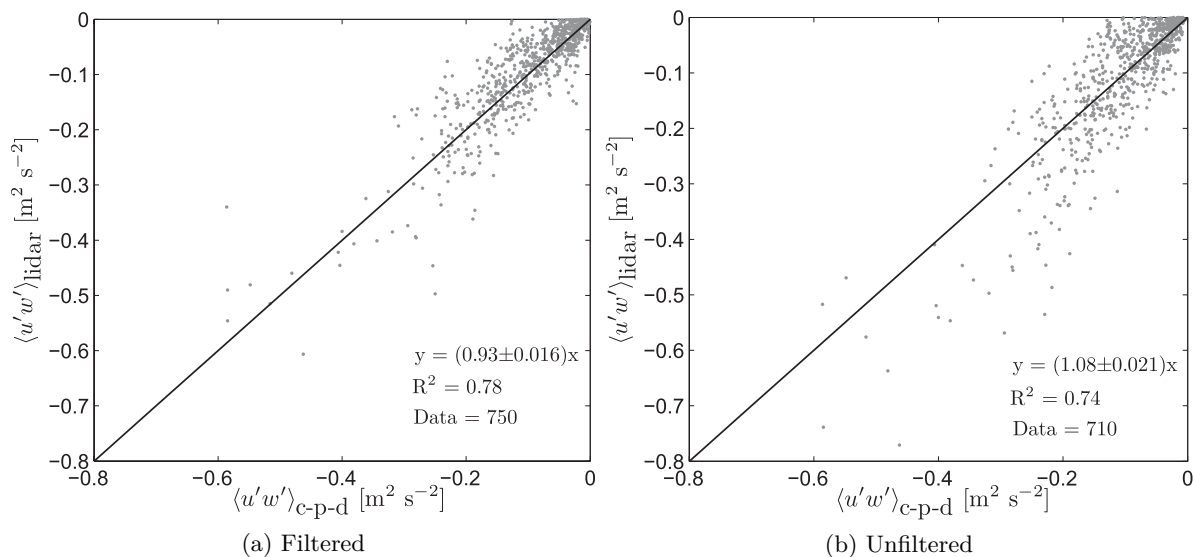 0
−0.1
−0.2
−0.3
−0.4
−0.5
−0.6
−0.7
−0.8
⟨u′w′⟩lidar [m² s⁻²]
y = (0.93±0.016)x
R² = 0.78
Data = 750
−0.8 −0.6 −0.4 −0.2 0
⟨u′w′⟩c-p-d [m² s⁻²]
(a) Filtered
0
−0.1
−0.2
−0.3
−0.4
−0.5
−0.6
−0.7
−0.8
⟨u′w′⟩lidar [m² s⁻²]
y = (1.08±0.021)x
R² = 0.74
Data = 710
−0.8 −0.6 −0.4 −0.2 0
⟨u′w′⟩c-p-d [m² s⁻²]
(b) Unfiltered